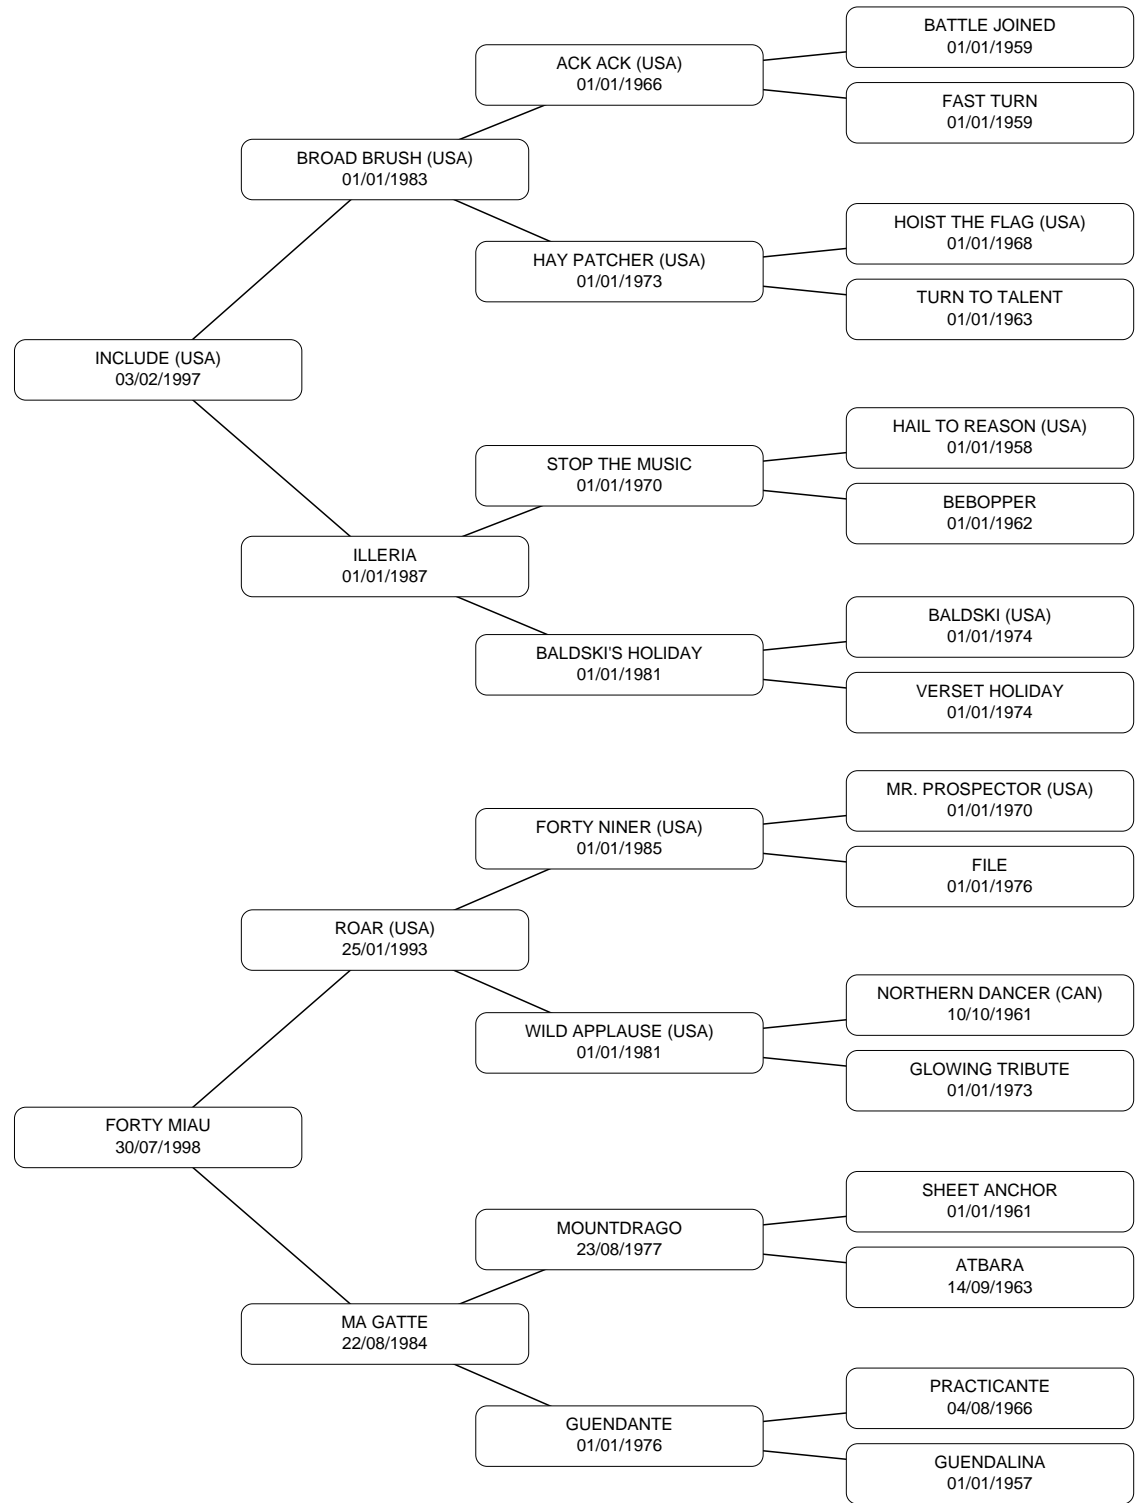 BATTLE JOINED
01/01/1959
ACK ACK (USA)
01/01/1966
FAST TURN
01/01/1959
BROAD BRUSH (USA)
01/01/1983
HOIST THE FLAG (USA)
01/01/1968
HAY PATCHER (USA)
01/01/1973
TURN TO TALENT
01/01/1963
INCLUDE (USA)
03/02/1997
HAIL TO REASON (USA)
01/01/1958
STOP THE MUSIC
01/01/1970
BEBOPPER
01/01/1962
ILLERIA
01/01/1987
BALDSKI (USA)
01/01/1974
BALDSKI'S HOLIDAY
01/01/1981
VERSET HOLIDAY
01/01/1974
MR. PROSPECTOR (USA)
01/01/1970
FORTY NINER (USA)
01/01/1985
FILE
01/01/1976
ROAR (USA)
25/01/1993
NORTHERN DANCER (CAN)
10/10/1961
WILD APPLAUSE (USA)
01/01/1981
GLOWING TRIBUTE
01/01/1973
FORTY MIAU
30/07/1998
SHEET ANCHOR
01/01/1961
MOUNTDRAGO
23/08/1977
ATBARA
14/09/1963
MA GATTE
22/08/1984
PRACTICANTE
04/08/1966
GUENDANTE
01/01/1976
GUENDALINA
01/01/1957